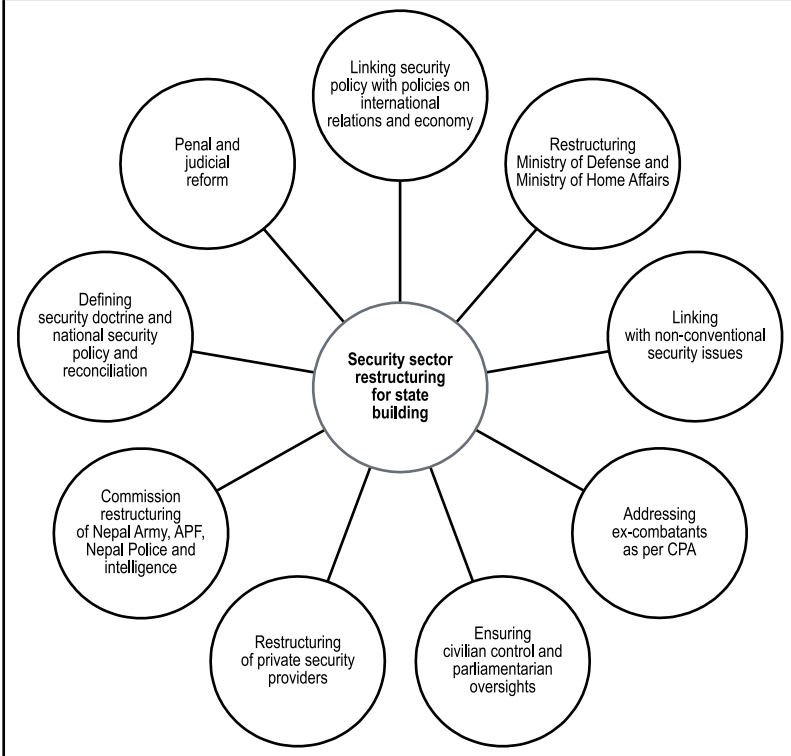 Linking security
policy with policies on
international
relations and economy
Restructuring
Ministry of Defense and
Ministry of Home Affairs
Linking
with non-conventional
security issues
Addressing
ex-combatants
as per CPA
Ensuring
civilian control and
parliamentarian
oversights
Restructuring
of private security
providers
Commission
restructuring
of Nepal Army, APF,
Nepal Police and
intelligence
Defining
security doctrine and
national security
policy and
reconciliation
Penal and
judicial
reform
Security sector
restructuring
for state
building